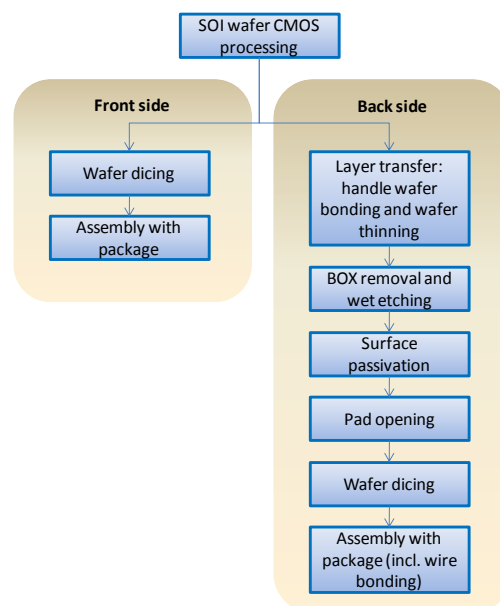 SOI wafer CMOS
processing
Front side
Wafer dicing
Assembly with
package
Back side
Layer transfer:
handle wafer
bonding and wafer
thinning
BOX removal and
wet etching
Surface
passivation
Pad opening
Wafer dicing
Assembly with
package (incl. wire
bonding)